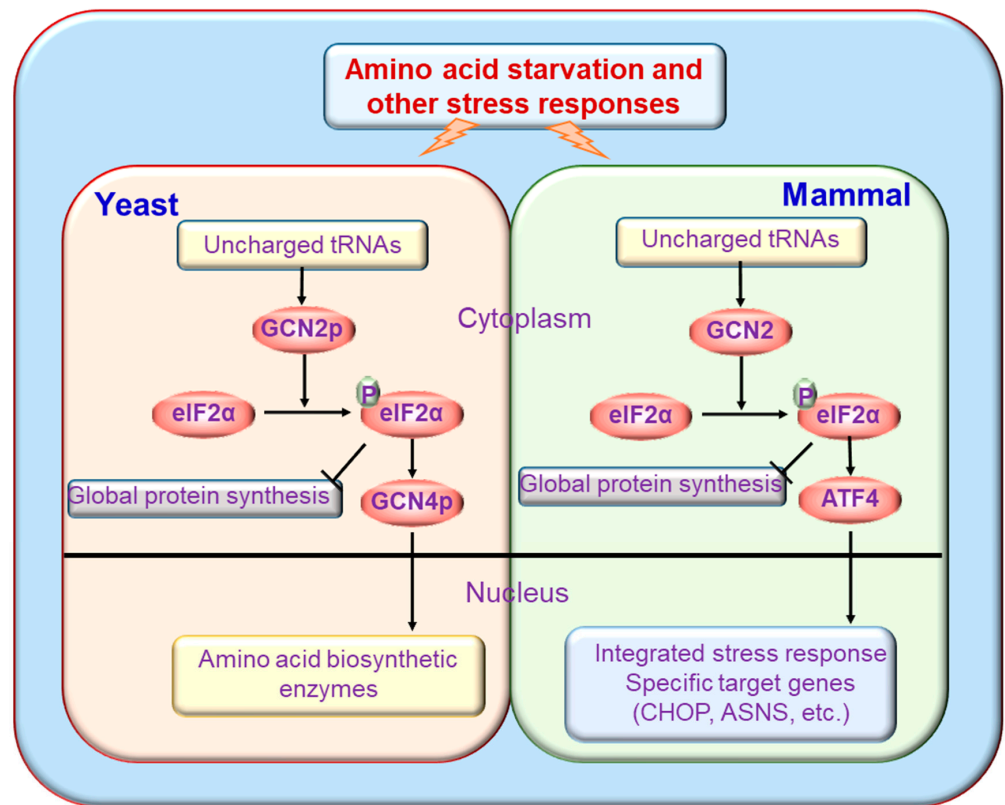 Amino acid starvation and
other stress responses
Yeast
Uncharged tRNAs
GCN2p
eIF2α
P
eIF2α
Global protein synthesis
GCN4p
Amino acid biosynthetic
enzymes
Cytoplasm
Nucleus
Mammal
Uncharged tRNAs
GCN2
eIF2α
P
eIF2α
Global protein synthesis
ATF4
Integrated stress response
Specific target genes
(CHOP, ASNS, etc.)